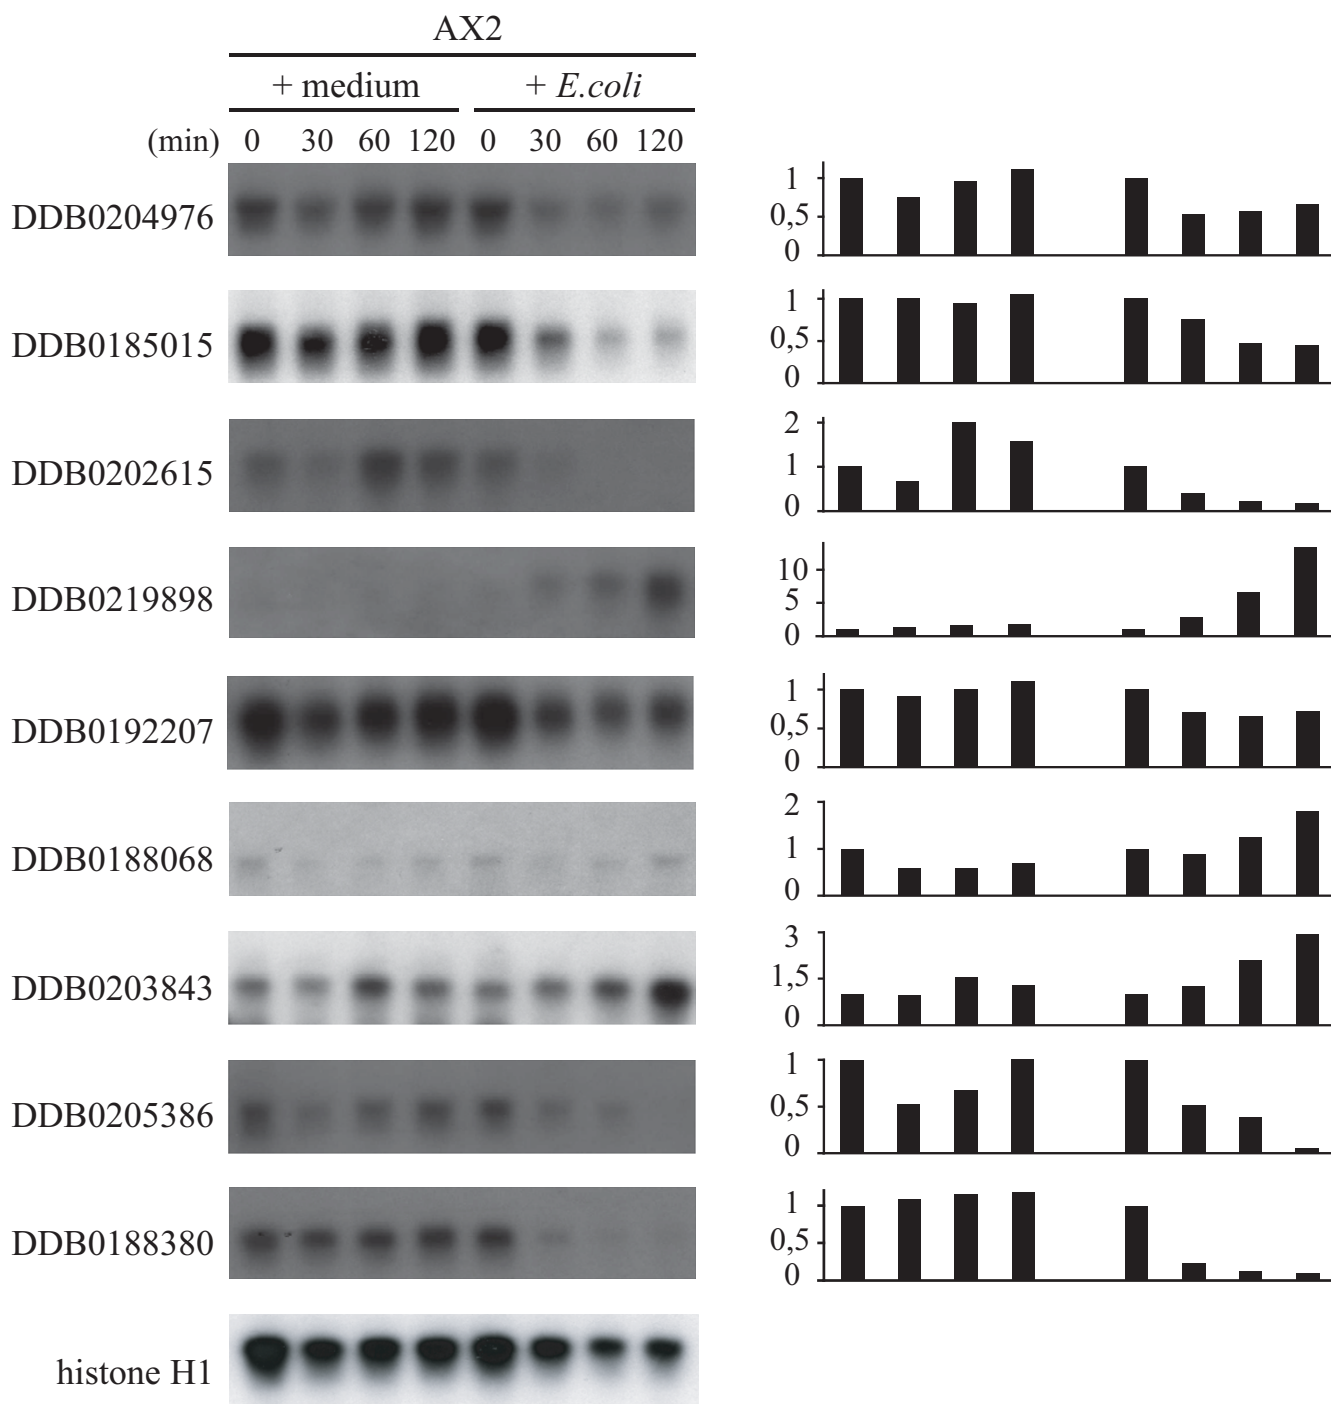 AX2
+ medium + E.coli
(min) 0 30 60 120 0 30 60 120
DDB0204976
1
0,5
0
DDB0185015
1
0,5
0
DDB0202615
2
1
0
DDB0219898
10
5
0
DDB0192207
1
0,5
0
DDB0188068
2
1
0
DDB0203843
3
1,5
0
DDB0205386
1
0,5
0
DDB0188380
1
0,5
0
histone H1